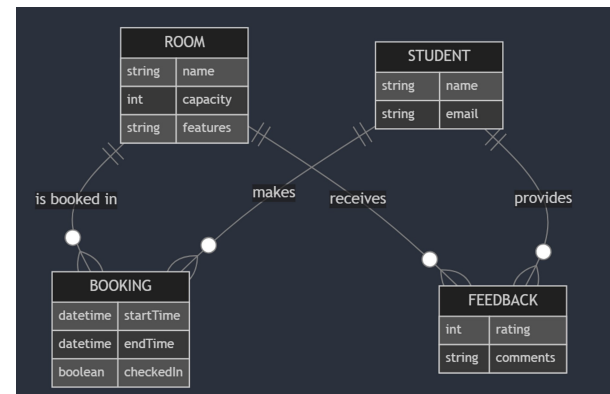 ROOM
string name
int capacity
string features
STUDENT
string name
string email
is booked in
makes
receives
provides
BOOKING
datetime startTime
datetime endTime
boolean checkedIn
FEEDBACK
int rating
string comments